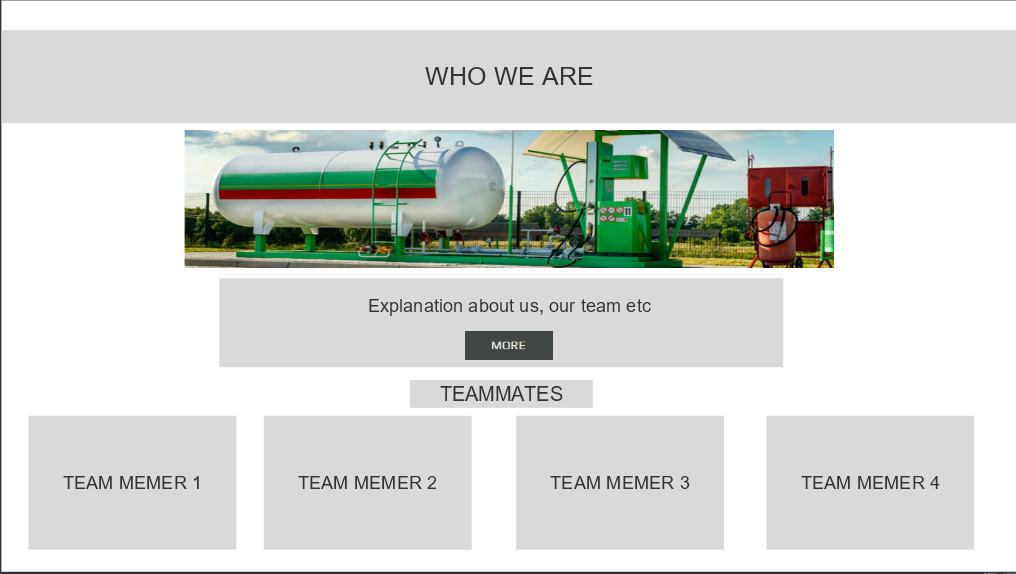 WHO WE ARE
Explanation about us, our team etc
MORE
TEAMMATES
TEAM MEMER 1
TEAM MEMER 2
TEAM MEMER 3
TEAM MEMER 4